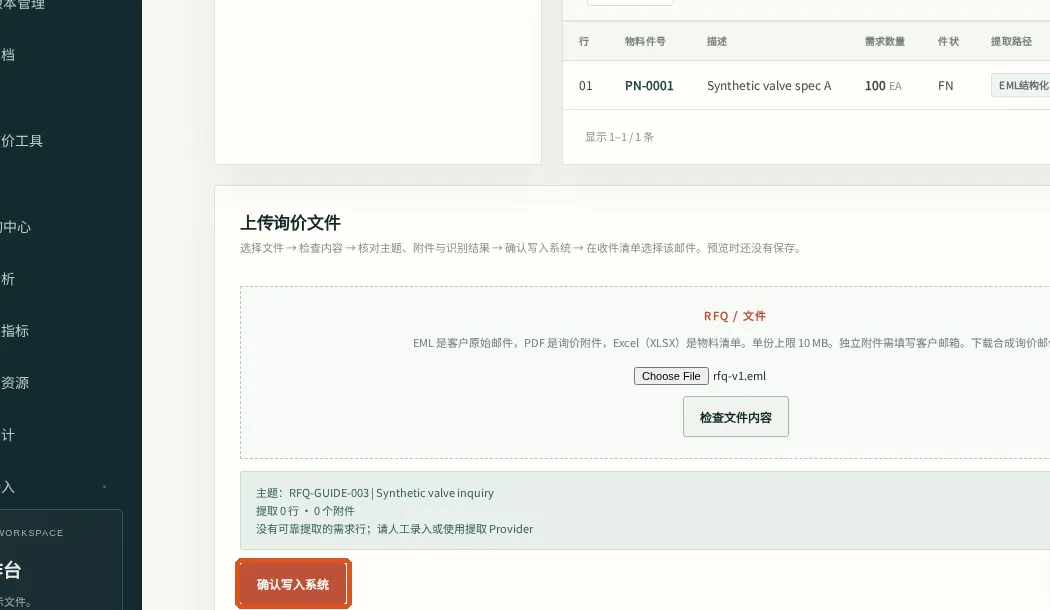 本管理
档
价工具
中心
析
指标
资源
计
入
WORKSPACE
台
示文件。
行 物料件号 描述 需求数量 件状 提取路径
01 PN-0001 Synthetic valve spec A 100 EA FN EML结构化
显示 1–1 / 1 条
上传询价文件
选择文件 → 检查内容 → 核对主题、附件与识别结果 → 确认写入系统 → 在收件清单选择该邮件。预览时还没有保存。
RFQ / 文件
EML 是客户原始邮件，PDF 是询价附件，Excel（XLSX）是物料清单。单份上限 10 MB。独立附件需填写客户邮箱。下载合成询价邮件
Choose File rfq-v1.eml
检查文件内容
主题：RFQ-GUIDE-003 | Synthetic valve inquiry
提取 0 行 · 0 个附件
没有可靠提取的需求行；请人工录入或使用提取 Provider
确认写入系统